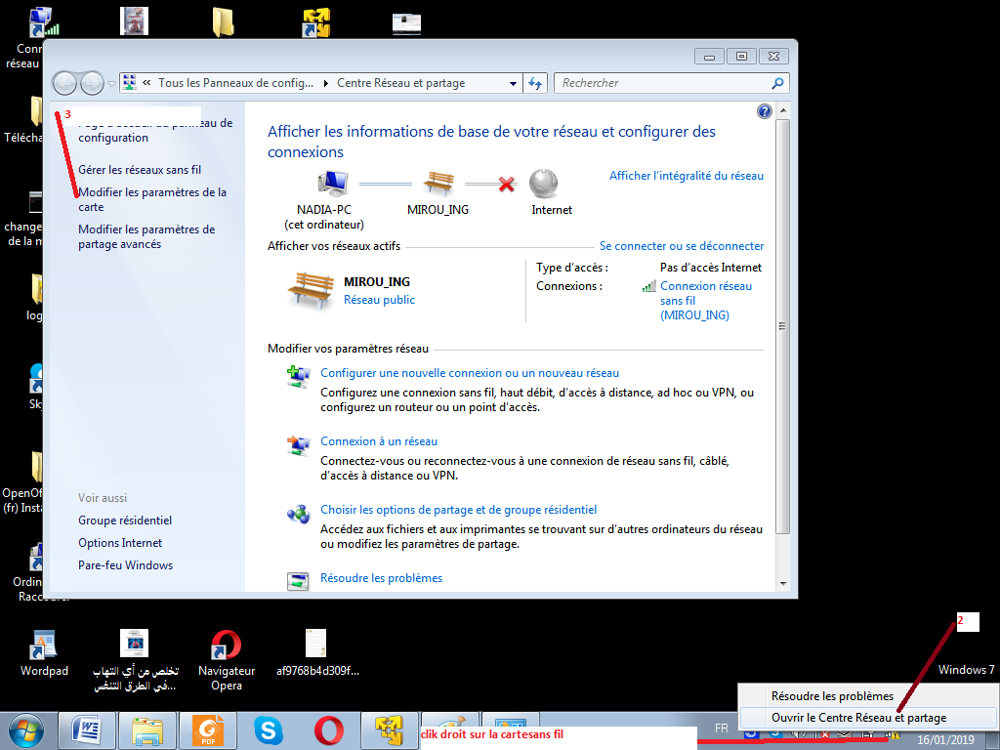 Conn
réseau
Tous les Panneaux de config...
Centre Réseau et partage
Rechercher
3
Page d'accueil du panneau de
configuration
Gérer les réseaux sans fil
Modifier les paramètres de la
carte
Modifier les paramètres de
partage avancés
Voir aussi
Groupe résidentiel
Options Internet
Pare-feu Windows
Afficher les informations de base de votre réseau et configurer des
connexions
Afficher l'intégralité du réseau
NADIA-PC
(cet ordinateur)
MIROU_ING
Internet
Afficher vos réseaux actifs
Se connecter ou se déconnecter
MIROU_ING
Réseau public
Type d'accès :
Pas d'accès Internet
Connexions :
Connexion réseau
sans fil
(MIROU_ING)
Modifier vos paramètres réseau
Configurer une nouvelle connexion ou un nouveau réseau
Configurez une connexion sans fil, haut débit, d'accès à distance, ad hoc ou VPN, ou
configurez un routeur ou un point d'accès.
Connexion à un réseau
Connectez-vous ou reconnectez-vous à une connexion de réseau sans fil, câblé,
d'accès à distance ou VPN.
Choisir les options de partage et de groupe résidentiel
Accédez aux fichiers et aux imprimantes se trouvant sur d'autres ordinateurs du réseau
ou modifiez les paramètres de partage.
Résoudre les problèmes
Télécha
change
de la m
log
Sky
OpenOf
(fr) Insta
Ordin
Raccourci
Wordpad
تخلص من أي التهاب
في الطرق التنفس...
Navigateur
Opera
af9768b4d309f...
2
Windows 7
Résoudre les problèmes
Ouvrir le Centre Réseau et partage
PDF
clik droit sur la cartesans fil
FR
16/01/2019